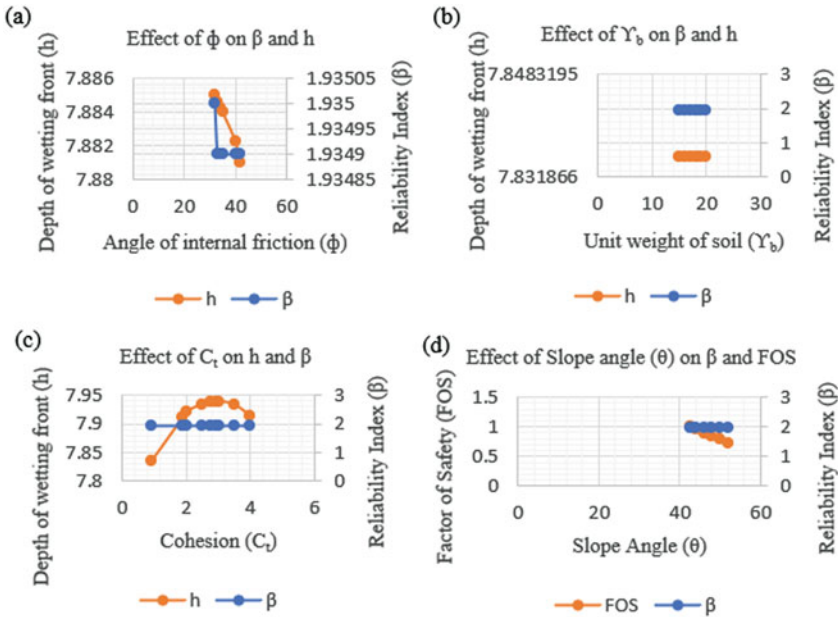 (a)
Effect of ϕ on β and h
Depth of wetting front (h)
7.886
7.884
7.882
7.88
1.93505
1.935
1.93495
1.9349
1.93485
Reliability Index (β)
0 20 40 60
Angle of internal friction (ϕ)
h β
(b)
Effect of ϒb on β and h
Depth of wetting front (h)
7.8483195
7.831866
3
2
1
0
Reliability Index (β)
0 10 20 30
Unit weight of soil (ϒb)
h β
(c)
Effect of Ct on h and β
Depth of wetting front (h)
7.95
7.9
7.85
7.8
3
2
1
0
Reliability Index (β)
0 2 4 6
Cohesion (Ct)
h β
(d)
Effect of Slope angle (θ) on β and FOS
Factor of Safety (FOS)
1.5
1
0.5
0
3
2
1
0
Reliability Index (β)
0 20 40 60
Slope Angle (θ)
FOS β